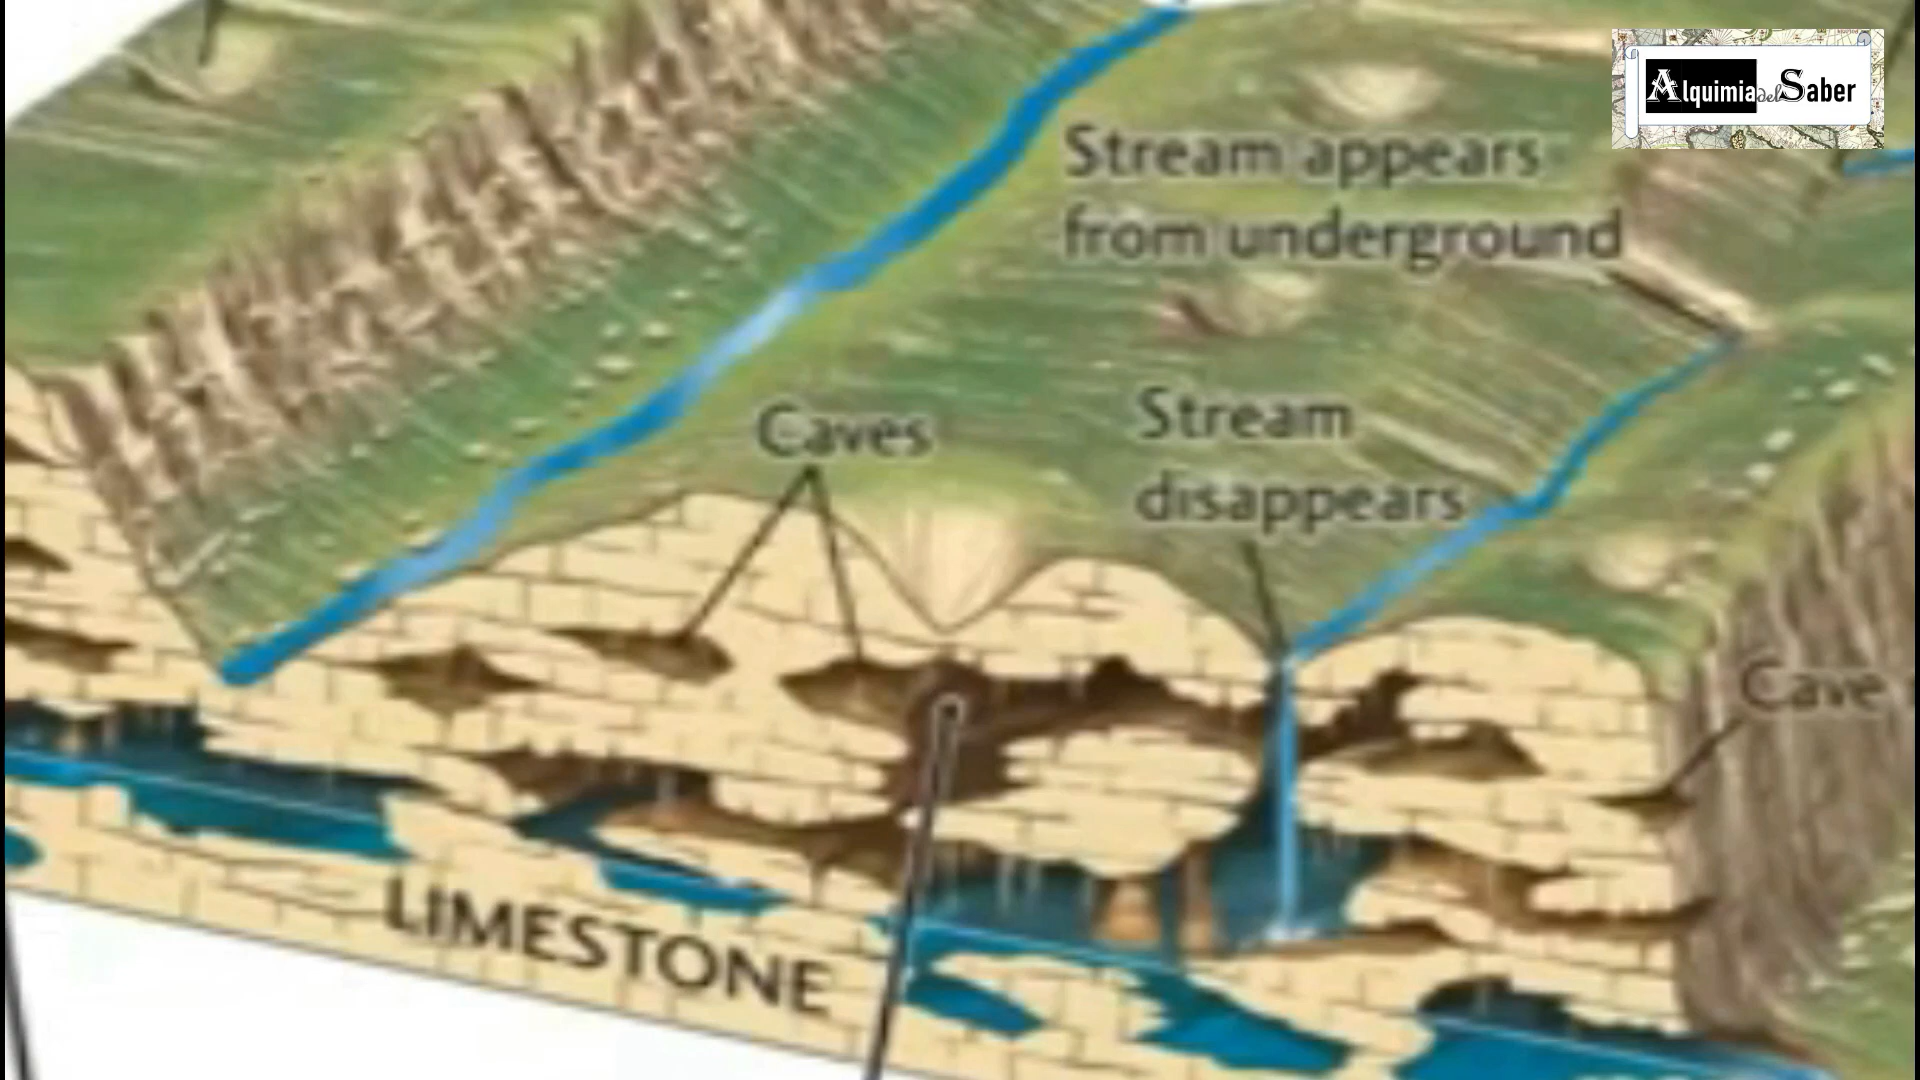 Alquimia del Saber
Stream appears
from underground
Caves
Stream
disappears
Cave
LIMESTONE